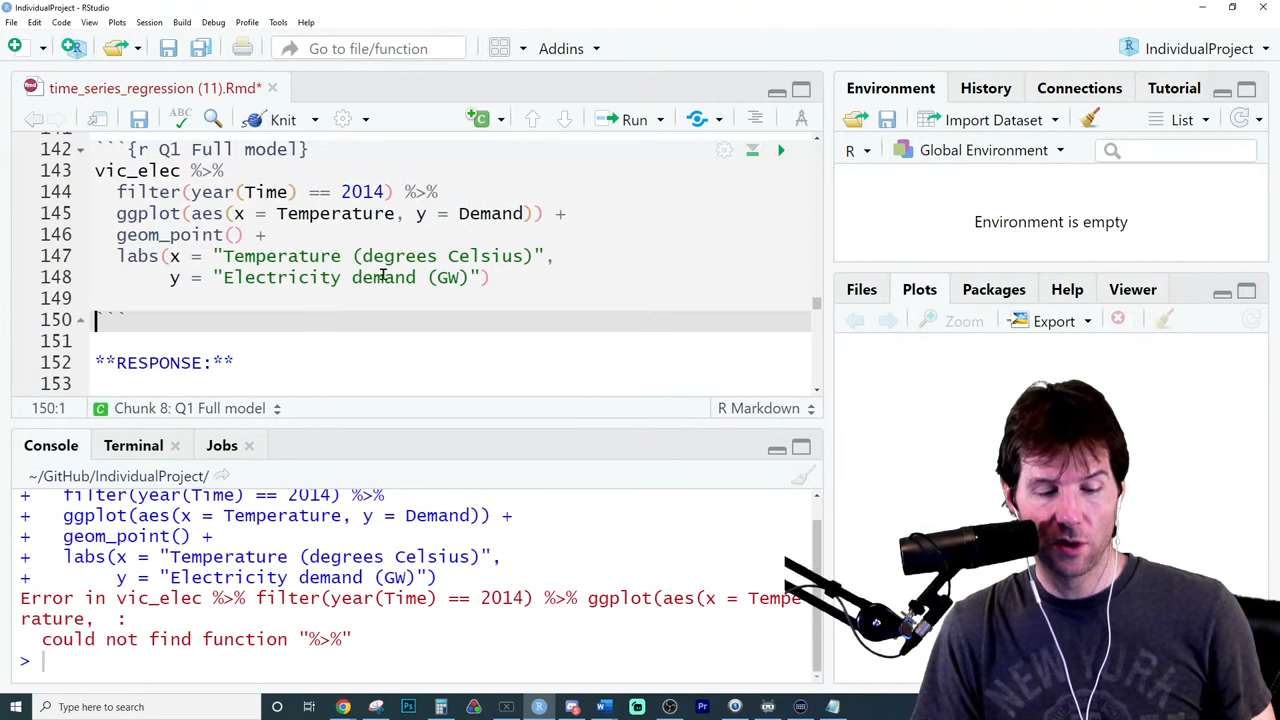 IndividualProject - RStudio
File Edit Code View Plots Session Build Debug Profile Tools Help
Go to file/function Addins IndividualProject
time_series_regression (11).Rmd*
ABC Knit Run
142 ```{r Q1 Full model}
143 vic_elec %>%
144 filter(year(Time) == 2014) %>%
145 ggplot(aes(x = Temperature, y = Demand)) +
146 geom_point() +
147 labs(x = "Temperature (degrees Celsius)",
148 y = "Electricity demand (GW)")
149
150 ```
151
152 **RESPONSE:**
153
150:1 Chunk 8: Q1 Full model R Markdown
Console Terminal Jobs
~/GitHub/IndividualProject/
+ filter(year(Time) == 2014) %>%
+ ggplot(aes(x = Temperature, y = Demand)) +
+ geom_point() +
+ labs(x = "Temperature (degrees Celsius)",
+ y = "Electricity demand (GW)")
Error in vic_elec %>% filter(year(Time) == 2014) %>% ggplot(aes(x = Tempe
rature, :
could not find function "%>%"
>
Environment History Connections Tutorial
Import Dataset List
R Global Environment
Environment is empty
Files Plots Packages Help Viewer
Zoom Export
NEW YORK
Type here to search